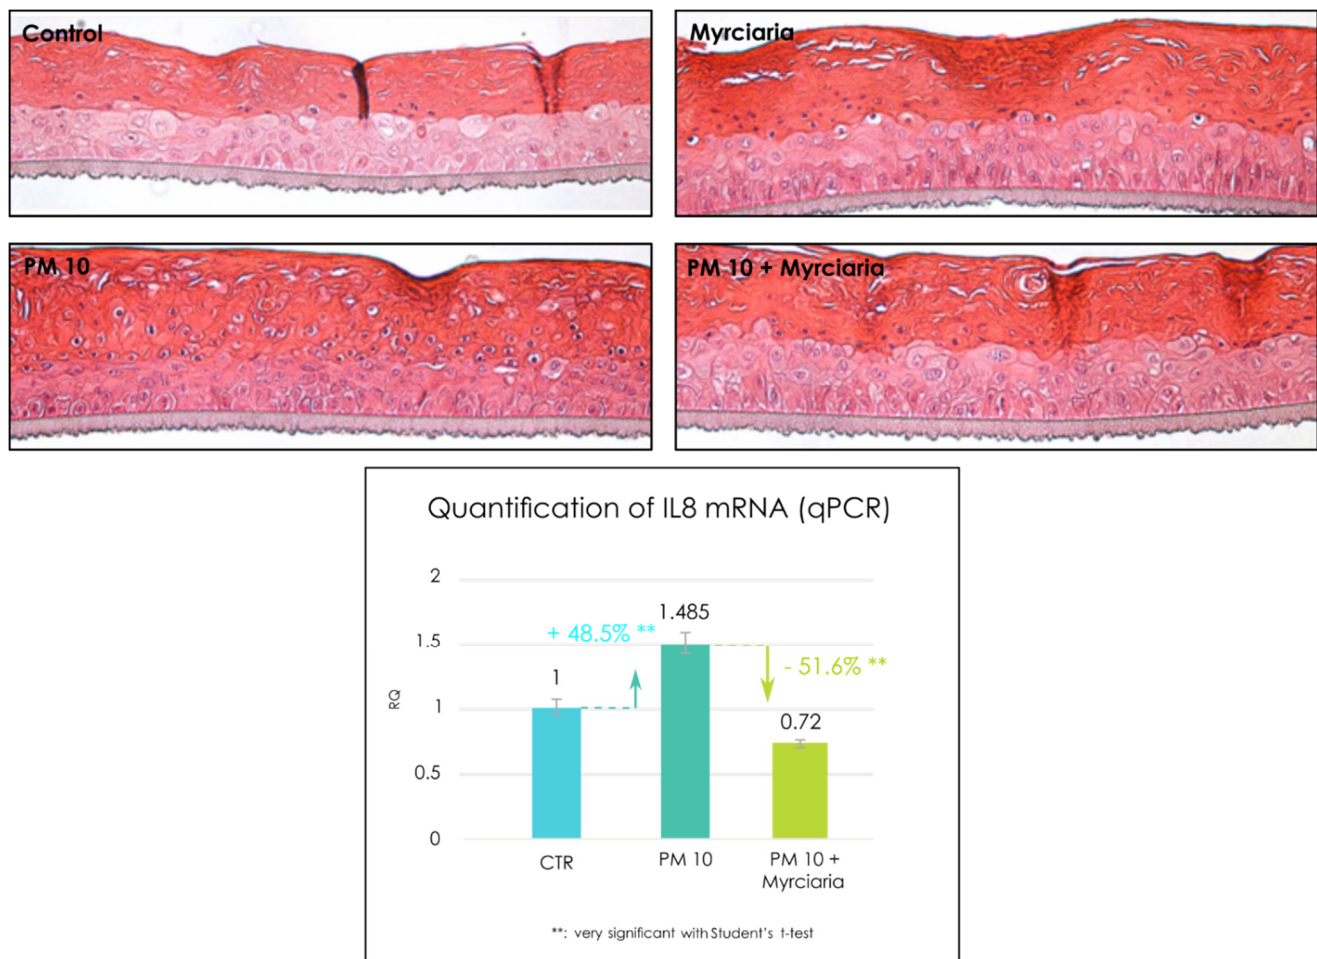 Control
Myrciaria
PM 10
PM 10 + Myrciaria
Quantification of IL8 mRNA (qPCR)
2
1.485
+ 48.5% **
1.5
- 51.6% **
1
RQ
1
0.72
0.5
0
CTR
PM 10
PM 10 +
Myrciaria
**: very significant with Student's t-test